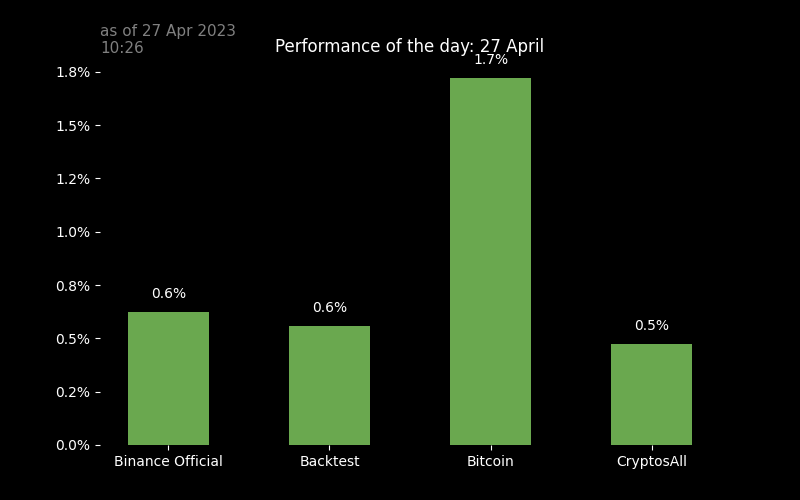 as of 27 Apr 2023
10:26
Performance of the day: 27 April
1.8%
1.5%
1.2%
1.0%
0.8%
0.5%
0.2%
0.0%
0.6%
0.6%
1.7%
0.5%
Binance Official
Backtest
Bitcoin
CryptosAll